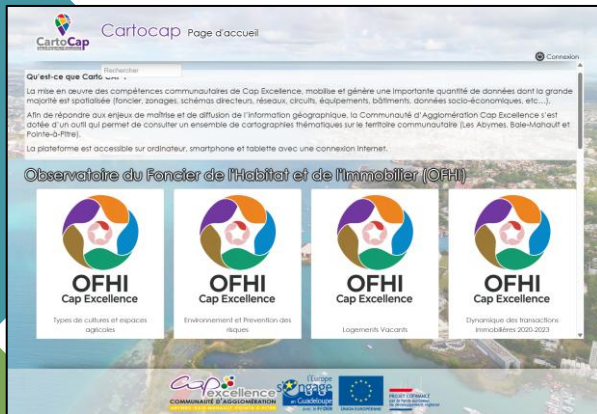 CartoCap
Cartocap Page d'accueil
Connexion
Rechercher
Qu'est-ce que Carto CAP ?
La mise en œuvre des compétences communautaires de Cap Excellence, mobilise et génère une importante quantité de données dont la grande
majorité est spatialisée (foncier, zonages, schémas directeurs, réseaux, circuits, équipements, bâtiments, données socio-économiques, etc...).
Afin de répondre aux enjeux de maîtrise et de diffusion de l'information géographique, la Communauté d'Agglomération Cap Excellence s'est
dotée d'un outil qui permet de consulter un ensemble de cartographies thématiques sur le territoire communautaire (Les Abymes, Baie-Mahault et
Pointe-à-Pitre).
La plateforme est accessible sur ordinateur, smartphone et tablette avec une connexion internet.
Observatoire du Foncier de l'Habitat et de l'Immobilier (OFHI)
OFHI
Cap Excellence
Types de cultures et espaces
agricoles
OFHI
Cap Excellence
Environnement et Prévention des
risques
OFHI
Cap Excellence
Logements Vacants
OFHI
Cap Excellence
Dynamique des transactions
immobilières 2020-2023
Cap excellence
COMMUNAUTÉ D'AGGLOMÉRATION
l'Europe
s'engage
en Guadeloupe
UNION EUROPEENNE
PROJET COFINANCÉ